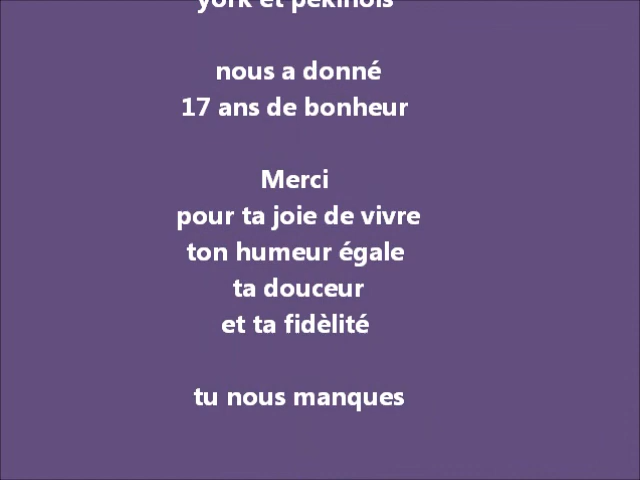 york et pékinois
nous a donné
17 ans de bonheur
Merci
pour ta joie de vivre
ton humeur égale
ta douceur
et ta fidèlité
tu nous manques